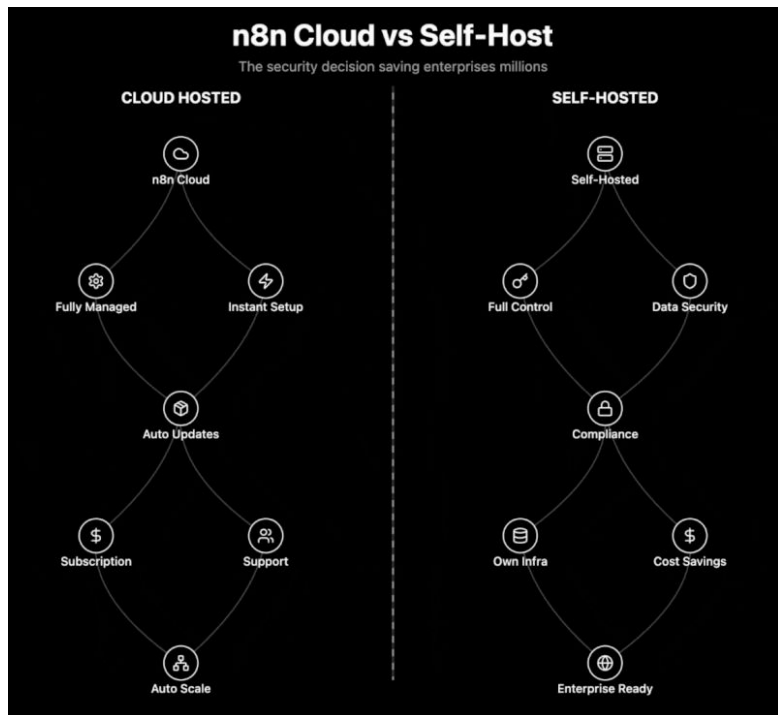 n8n Cloud vs Self-Host
The security decision saving enterprises millions
CLOUD HOSTED
n8n Cloud
Fully Managed
Instant Setup
Auto Updates
Subscription
Support
Auto Scale
SELF-HOSTED
Self-Hosted
Full Control
Data Security
Compliance
Own Infra
Cost Savings
Enterprise Ready